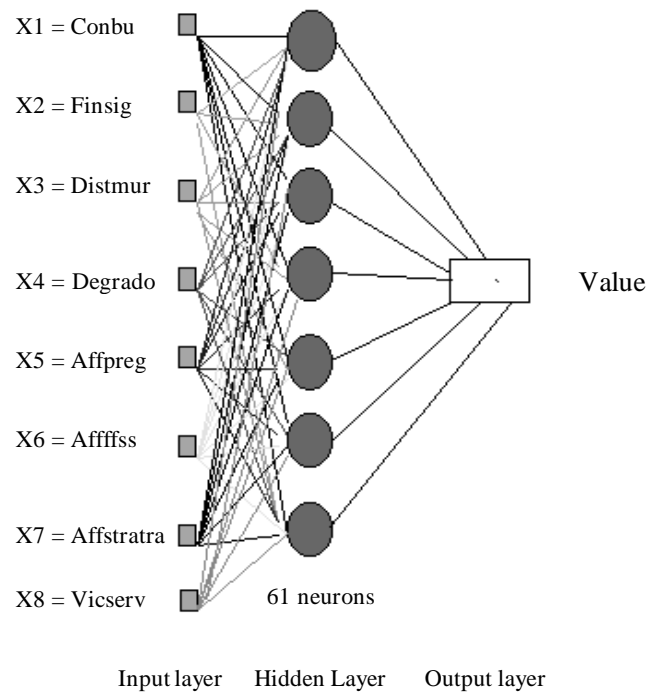 X1 = Conbu
X2 = Finsig
X3 = Distmur
X4 = Degrado
Value
X5 = Affpreg
X6 = Affffss
X7 = Affstratra
X8 = Vicserv
61 neurons
Input layer Hidden Layer Output layer